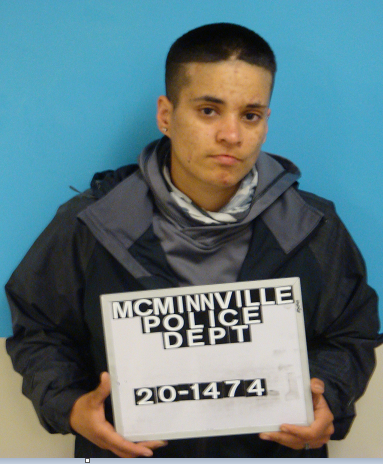 MCMINNVILLE
POLICE
DEPT
20-1474